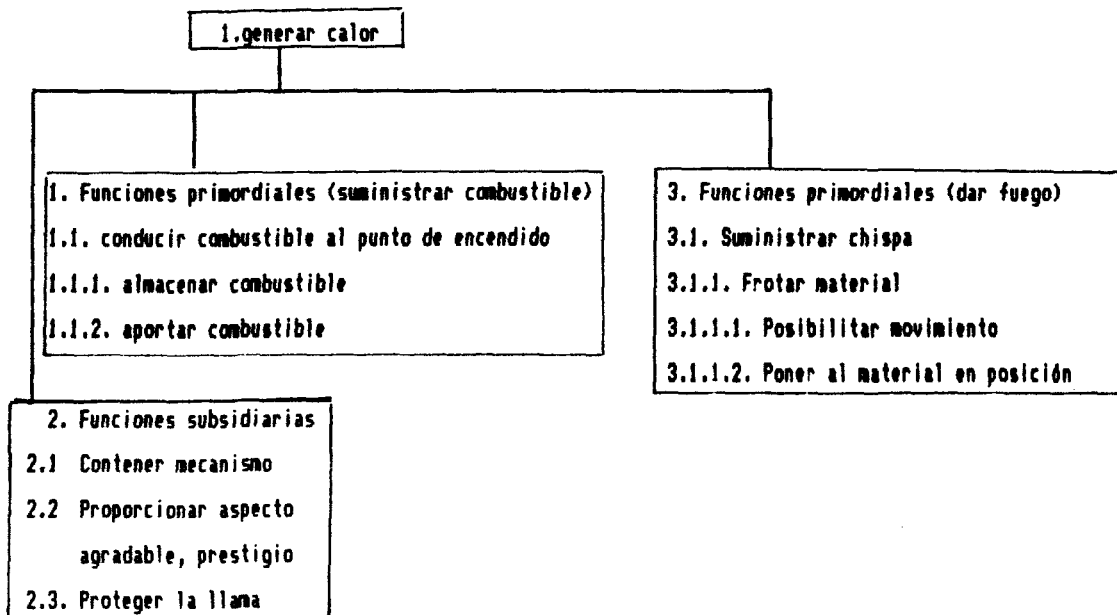 1.generar calor
1. Funciones primordiales (suministrar combustible)
1.1. conducir combustible al punto de encendido
1.1.1. almacenar combustible
1.1.2. aportar combustible
3. Funciones primordiales (dar fuego)
3.1. Suministrar chispa
3.1.1. Frotar material
3.1.1.1. Posibilitar movimiento
3.1.1.2. Poner al material en posición
2. Funciones subsidiarias
2.1 Contener mecanismo
2.2 Proporcionar aspecto
agradable, prestigio
2.3. Proteger la llama